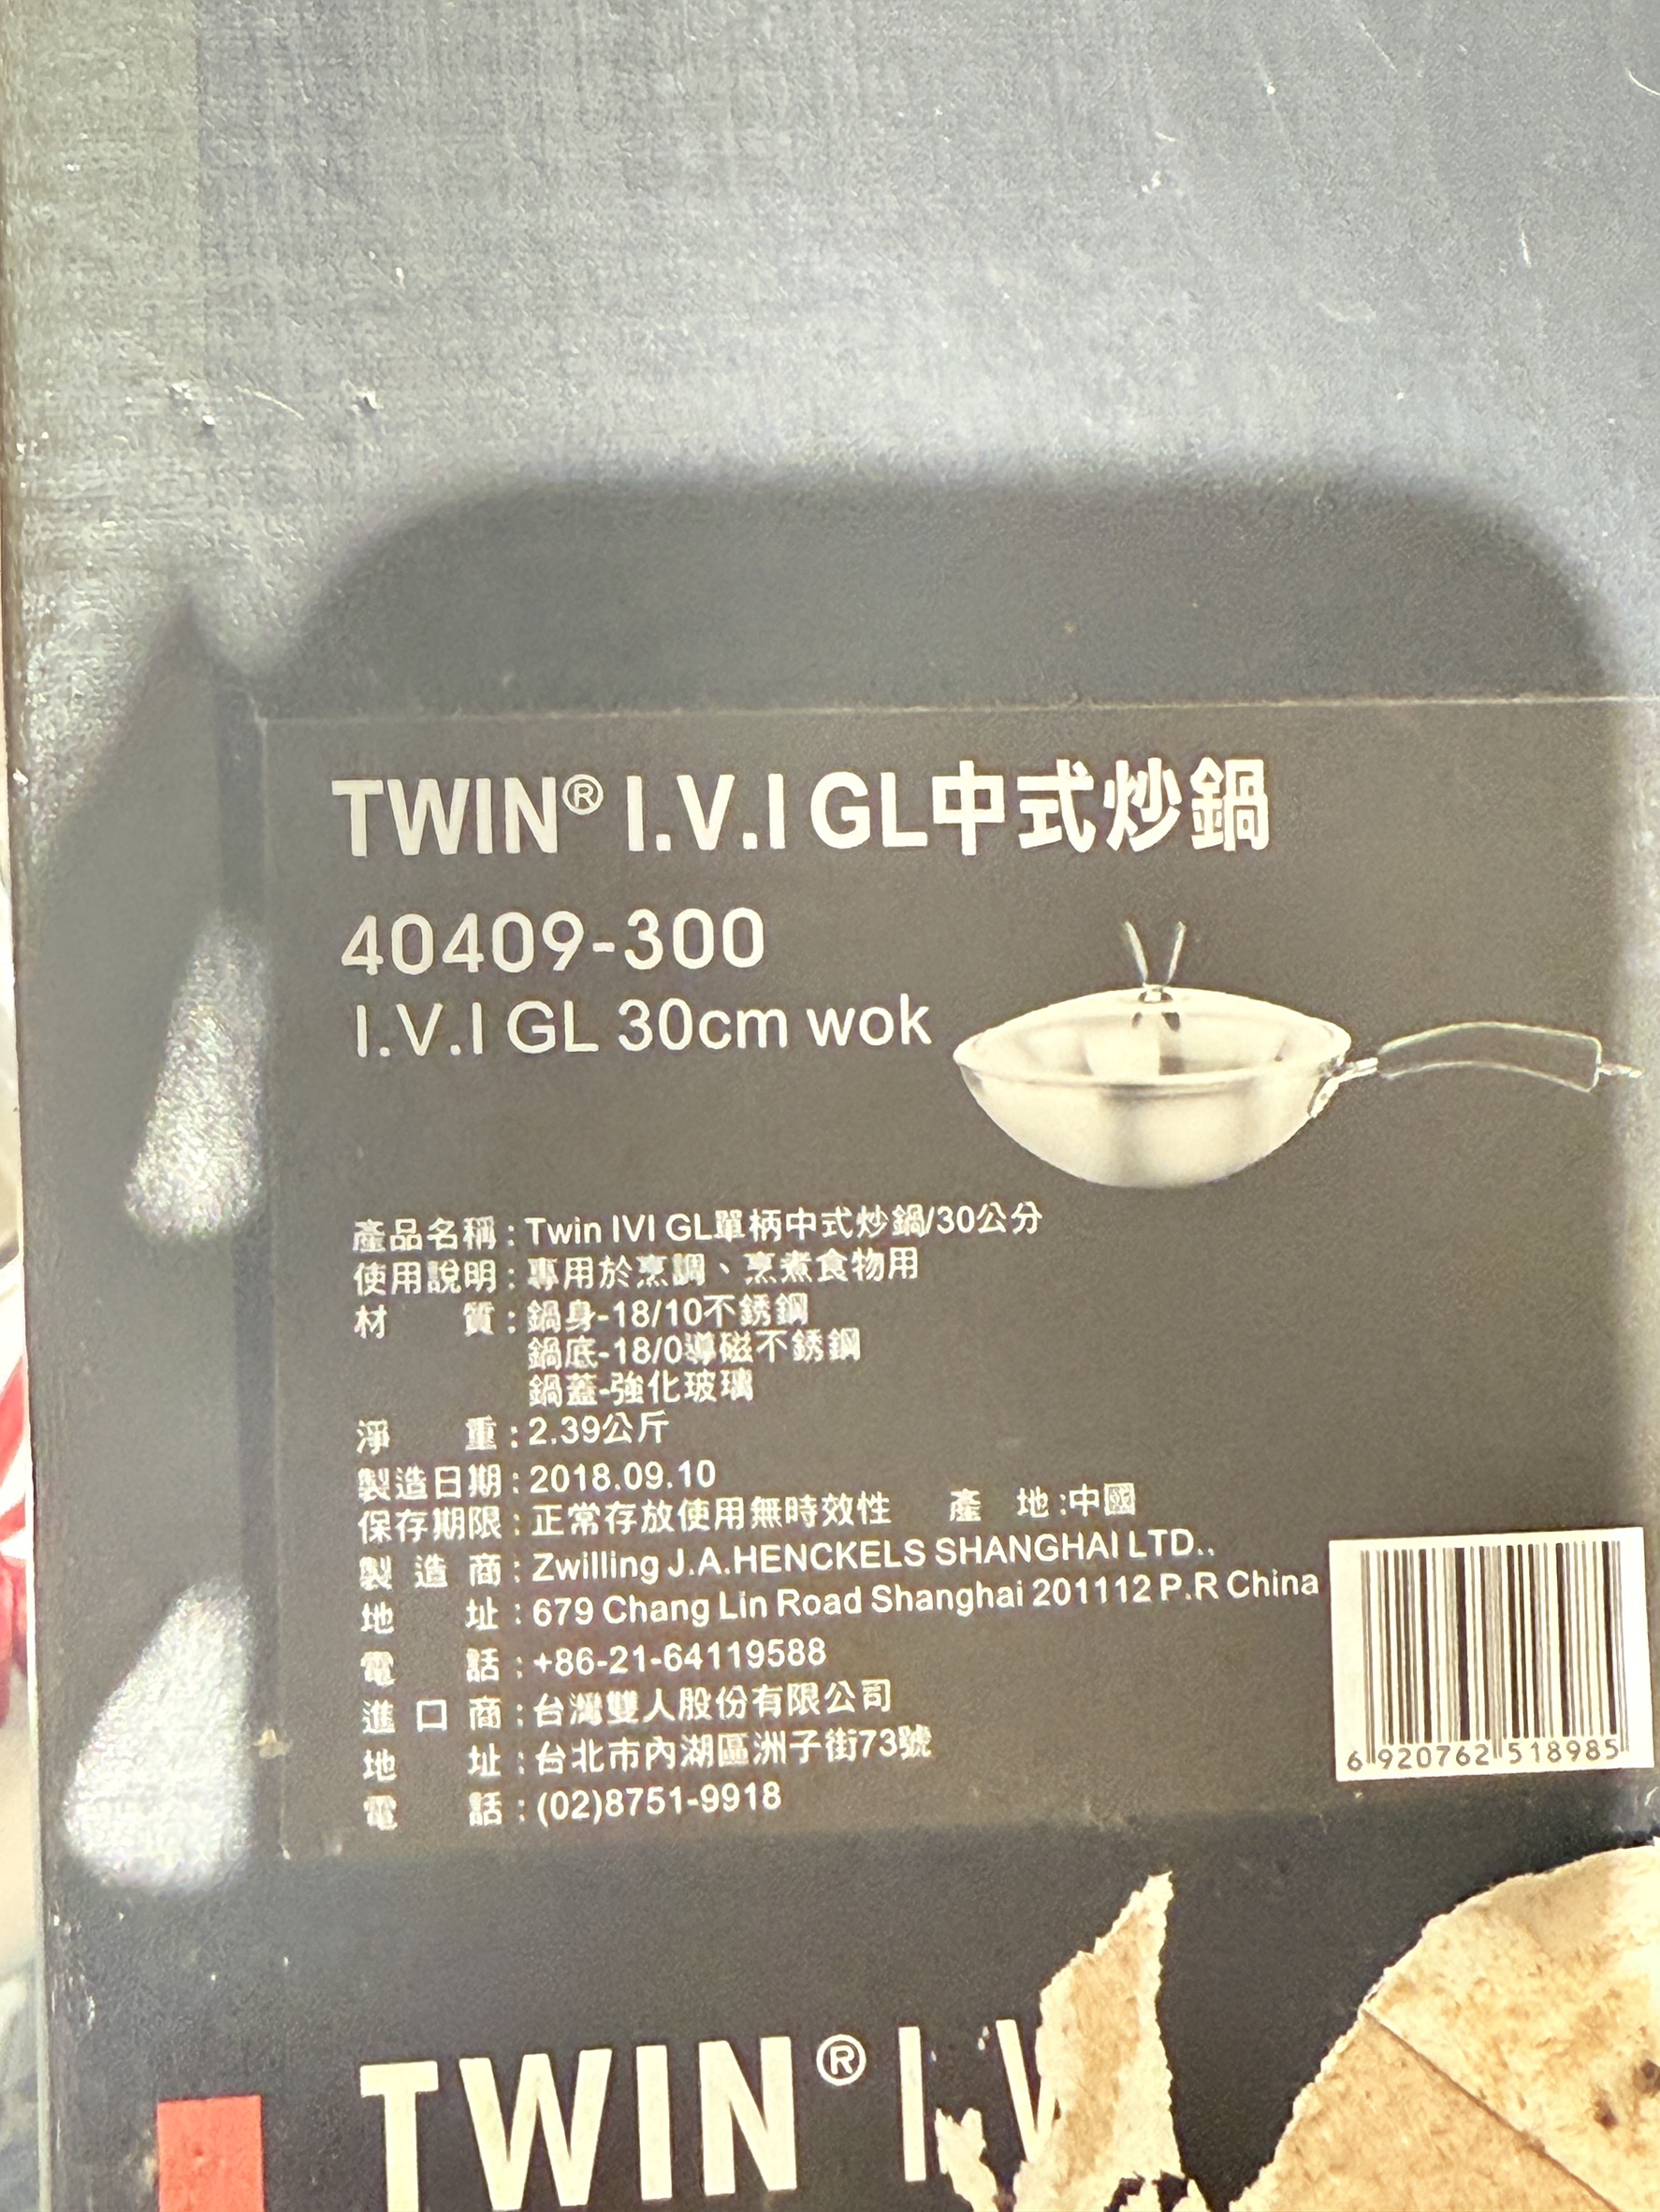 TWIN® I.V.I GL中式炒鍋
40409-300
I.V.I GL 30cm wok
產品名稱：Twin IVI GL單柄中式炒鍋/30公分
使用說明：專用於烹調、烹煮食物用
材質：鍋身-18/10不銹鋼
鍋底-18/0導磁不銹鋼
鍋蓋-強化玻璃
淨重：2.39公斤
製造日期：2018.09.10
保存期限：正常存放使用無時效性 產地：中國
製造商：Zwilling J.A.HENCKELS SHANGHAI LTD..
地址：679 Chang Lin Road Shanghai 201112 P.R China
電話：+86-21-64119588
進口商：台灣雙人股份有限公司
地址：台北市內湖區洲子街73號
電話：(02)8751-9918
6 920762 518985
TWIN® I V